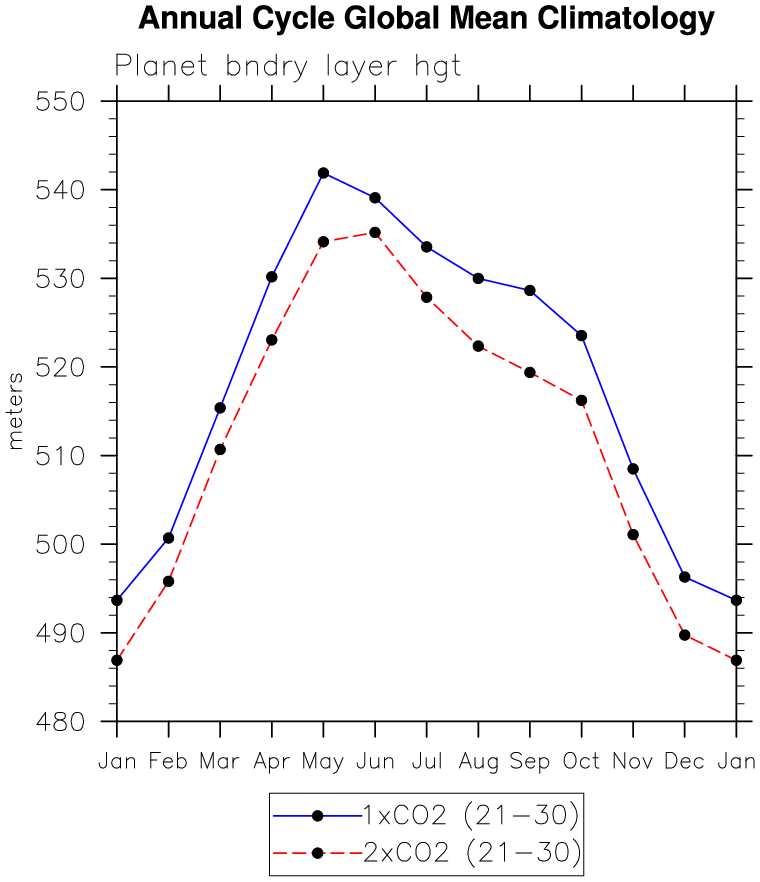 Annual Cycle Global Mean Climatology
Planet bndry layer hgt
550
540
530
520
510
500
490
480
meters
Jan Feb Mar Apr May Jun Jul Aug Sep Oct Nov Dec Jan
1xCO2 (21-30)
2xCO2 (21-30)